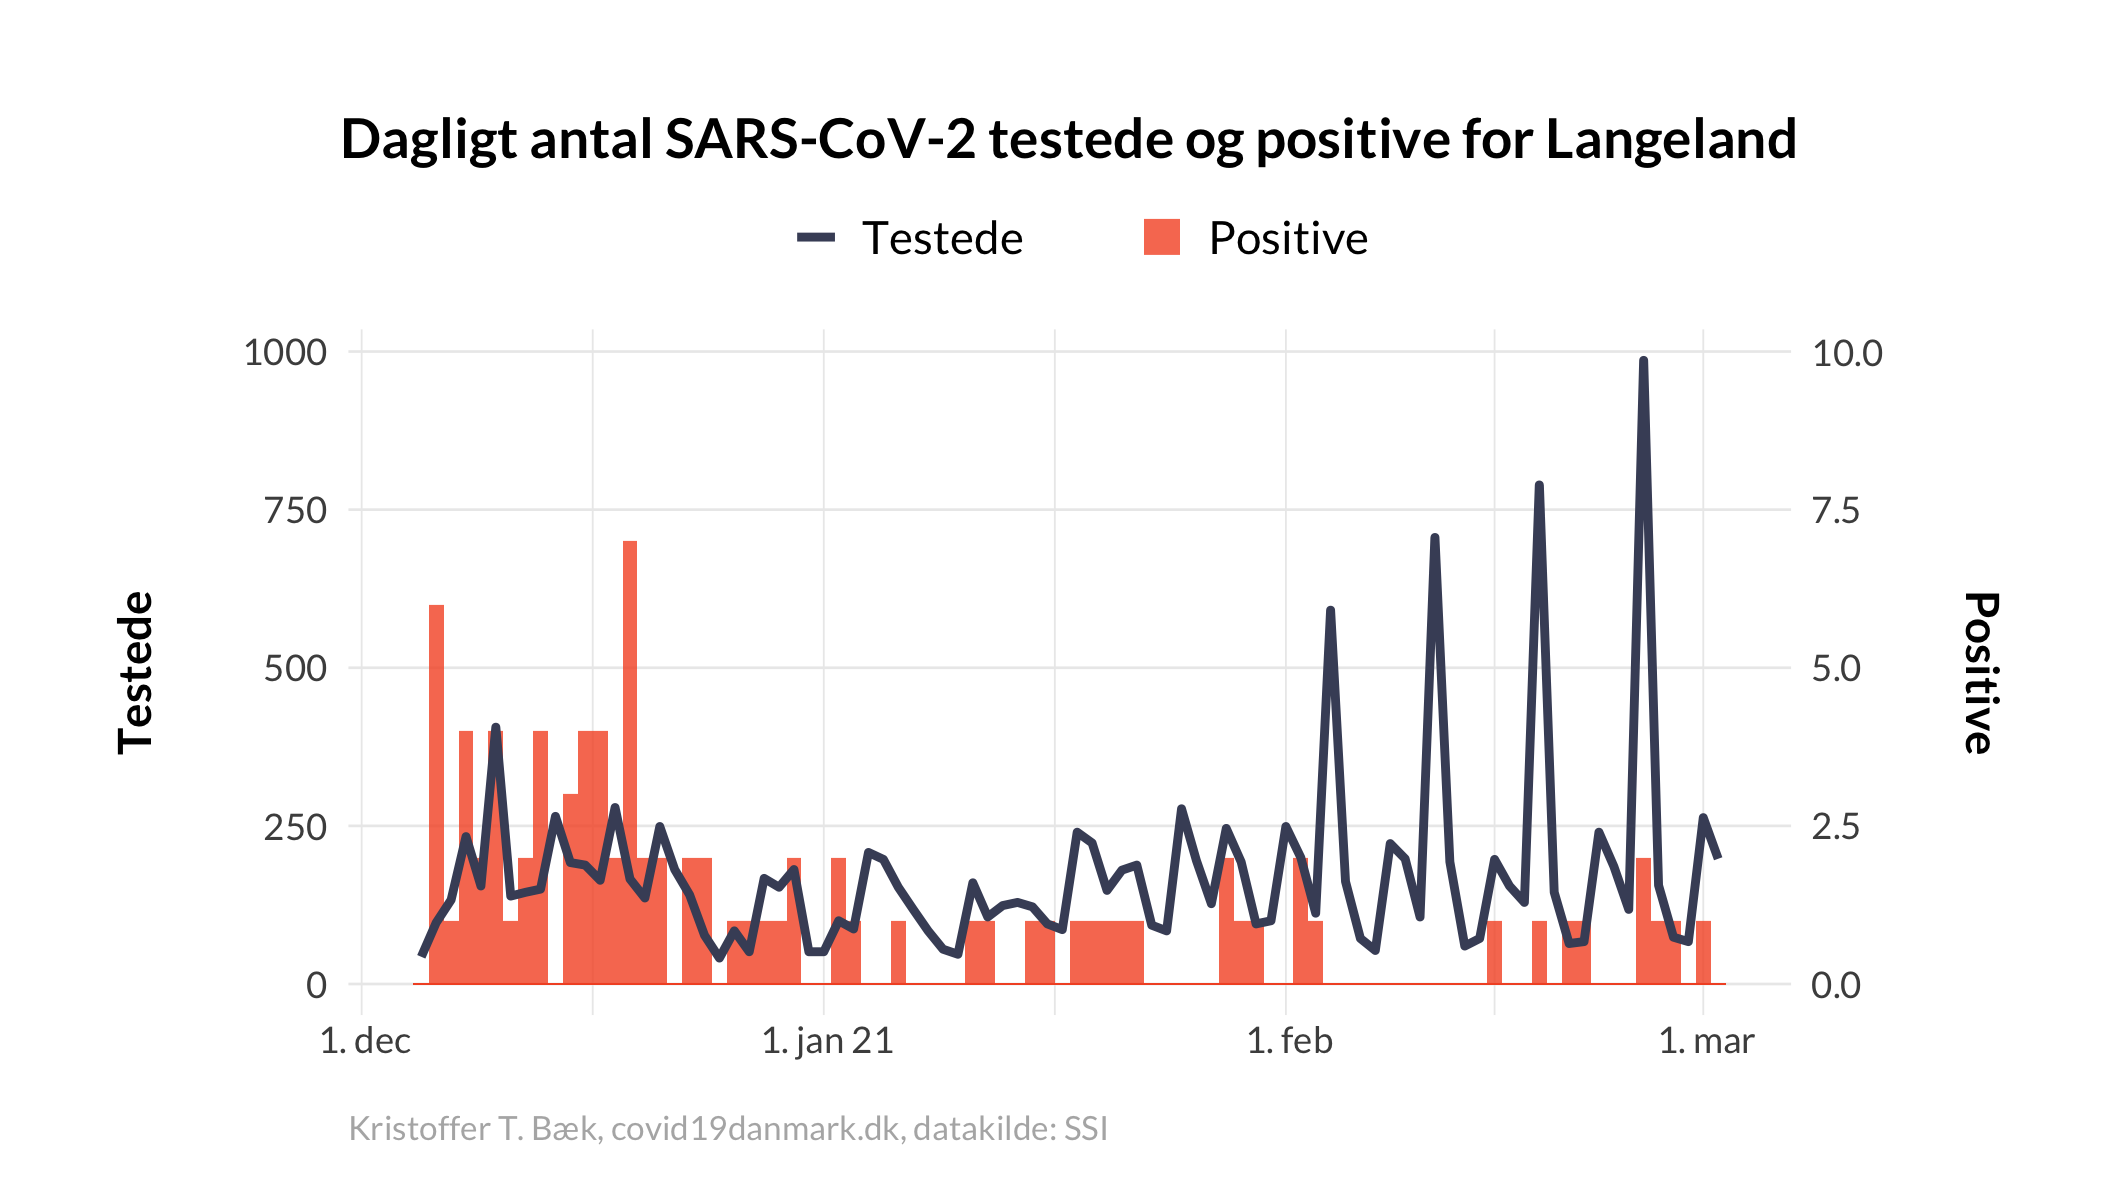 Dagligt antal SARS-CoV-2 testede og positive for Langeland
Testede
Positive
1000
750
500
250
0
10.0
7.5
5.0
2.5
0.0
Testede
Positive
1. dec
1. jan 21
1. feb
1. mar
Kristoffer T. Bæk, covid19danmark.dk, datakilde: SSI